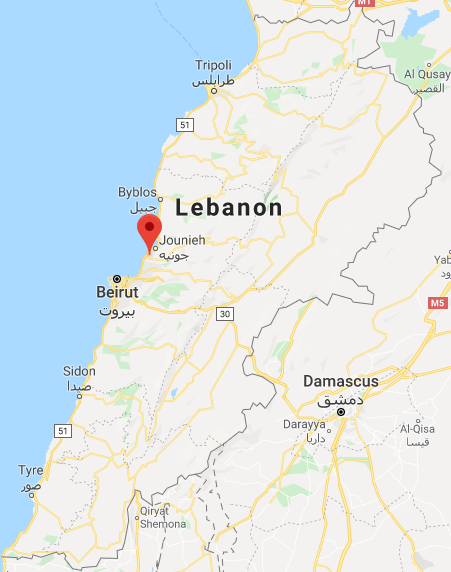 M1
Tripoli
طرابلس
Al Qusay
القصير
51
Byblos
جبيل
Lebanon
Jounieh
جونيه
Yab
Beirut
بيروت
M5
30
Sidon
صيدا
Damascus
دمشق
Darayya
داريا
Al-Qisa
قيسا
51
Tyre
صور
Qiryat
Shemona